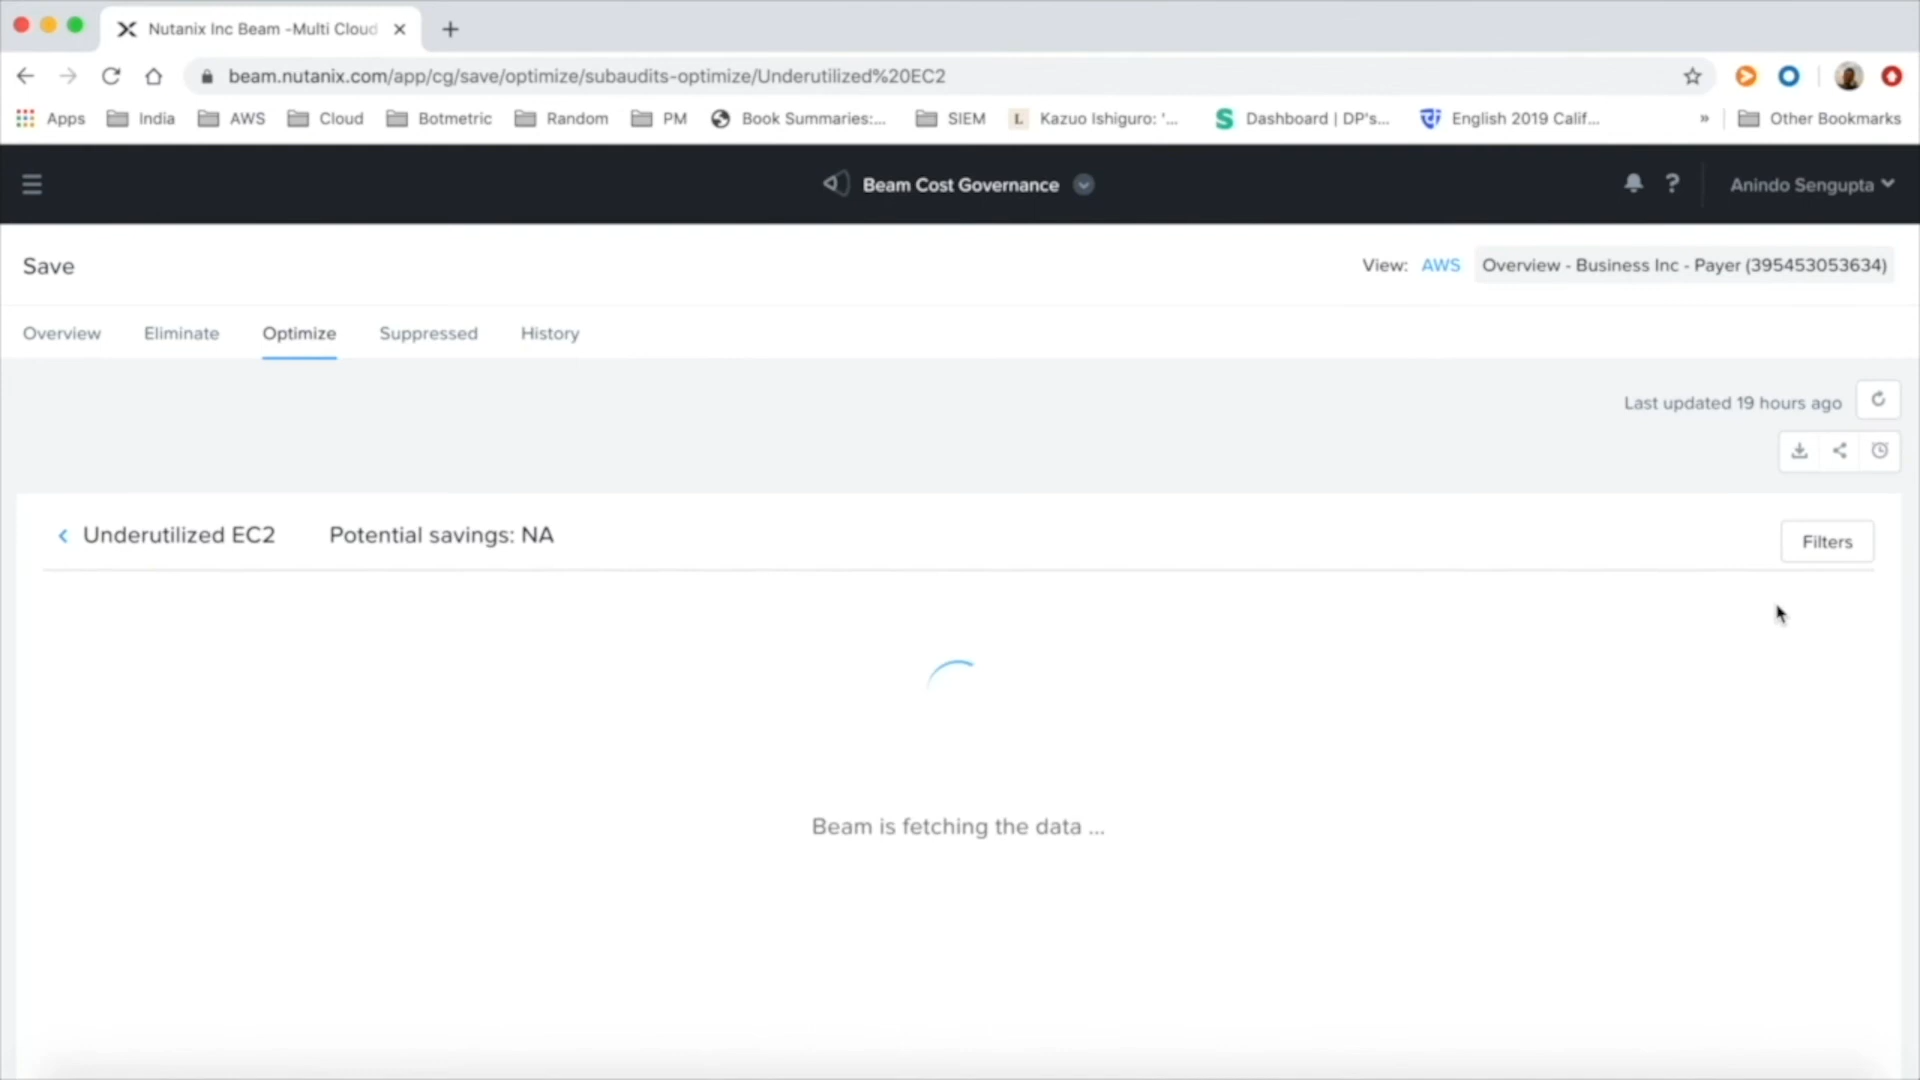 Nutanix Inc Beam -Multi Cloud
beam.nutanix.com/app/cg/save/optimize/subaudits-optimize/Underutilized%20EC2
Apps India AWS Cloud Botmetric Random PM Book Summaries:... SIEM L Kazuo Ishiguro: '... S Dashboard | DP's... English 2019 Calif... » Other Bookmarks
Beam Cost Governance ? Anindo Sengupta
Save View: AWS Overview - Business Inc - Payer (395453053634)
Overview Eliminate Optimize Suppressed History
Last updated 19 hours ago
Underutilized EC2 Potential savings: NA Filters
Beam is fetching the data ...